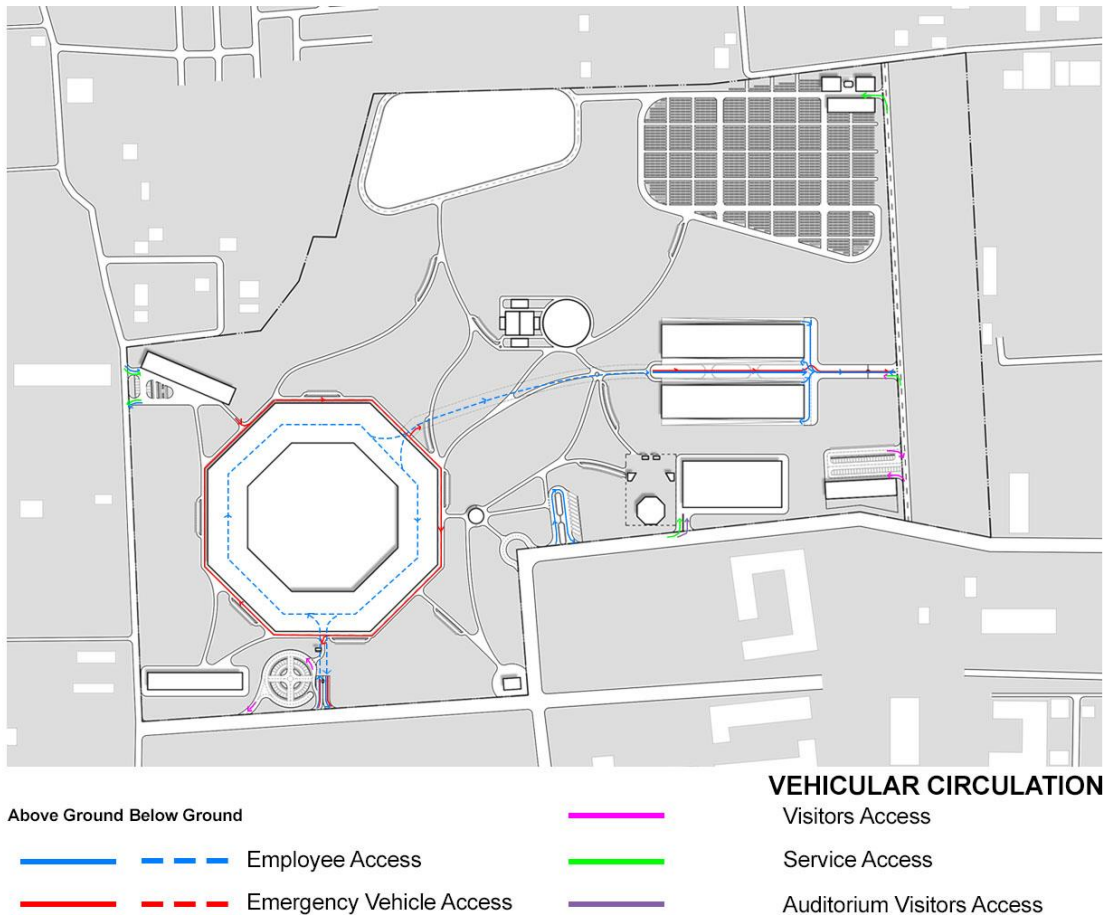 VEHICULAR CIRCULATION
Above Ground Below Ground
Visitors Access
Employee Access
Service Access
Emergency Vehicle Access
Auditorium Visitors Access